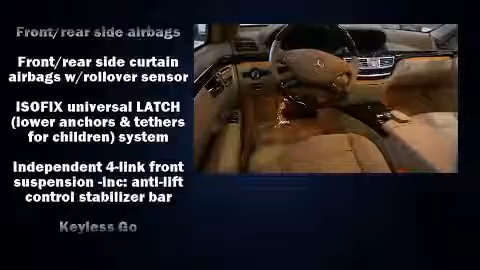 Front/rear side airbags
Front/rear side curtain
airbags w/rollover sensor
ISOFIX universal LATCH
(lower anchors & tethers
for children) system
Independent 4-link front
suspension -inc: anti-lift
control stabilizer bar
Keyless Go